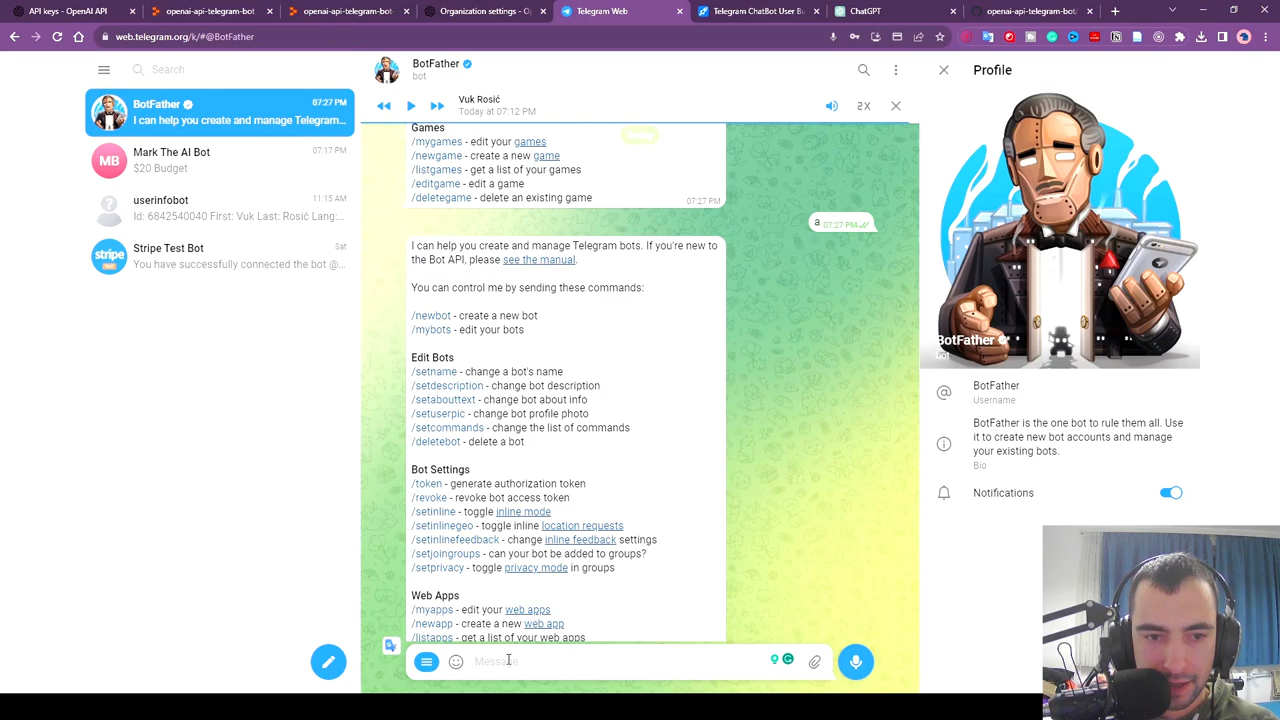 API keys - OpenAI API
openai-api-telegram-bot
openai-api-telegram-b
Organization settings - O
Telegram Web
Telegram ChatBot User Bu
ChatGPT
openai-api-telegram-bot/
web.telegram.org/k/#@BotFather
Search
BotFather
07:27 PM
I can help you create and manage Telegram...
MB
Mark The AI Bot
07:17 PM
$20 Budget
userinfobot
11:15 AM
Id: 6842540040 First: Vuk Last: Rosić Lang:...
stripe
Stripe Test Bot
Sat
You have successfully connected the bot @...
BotFather
bot
Vuk Rosić
Today at 07:12 PM
2X
Games
/mygames - edit your games
/newgame - create a new game
/listgames - get a list of your games
/editgame - edit a game
/deletegame - delete an existing game
07:27 PM
a 07:27 PM
I can help you create and manage Telegram bots. If you're new to
the Bot API, please see the manual.
You can control me by sending these commands:
/newbot - create a new bot
/mybots - edit your bots
Edit Bots
/setname - change a bot's name
/setdescription - change bot description
/setabouttext - change bot about info
/setuserpic - change bot profile photo
/setcommands - change the list of commands
/deletebot - delete a bot
Bot Settings
/token - generate authorization token
/revoke - revoke bot access token
/setinline - toggle inline mode
/setinlinegeo - toggle inline location requests
/setinlinefeedback - change inline feedback settings
/setjoingroups - can your bot be added to groups?
/setprivacy - toggle privacy mode in groups
Web Apps
/myapps - edit your web apps
/newapp - create a new web app
/listapps - get a list of your web apps
Message
Profile
BotFather
bot
BotFather
Username
BotFather is the one bot to rule them all. Use
it to create new bot accounts and manage
your existing bots.
Bio
Notifications